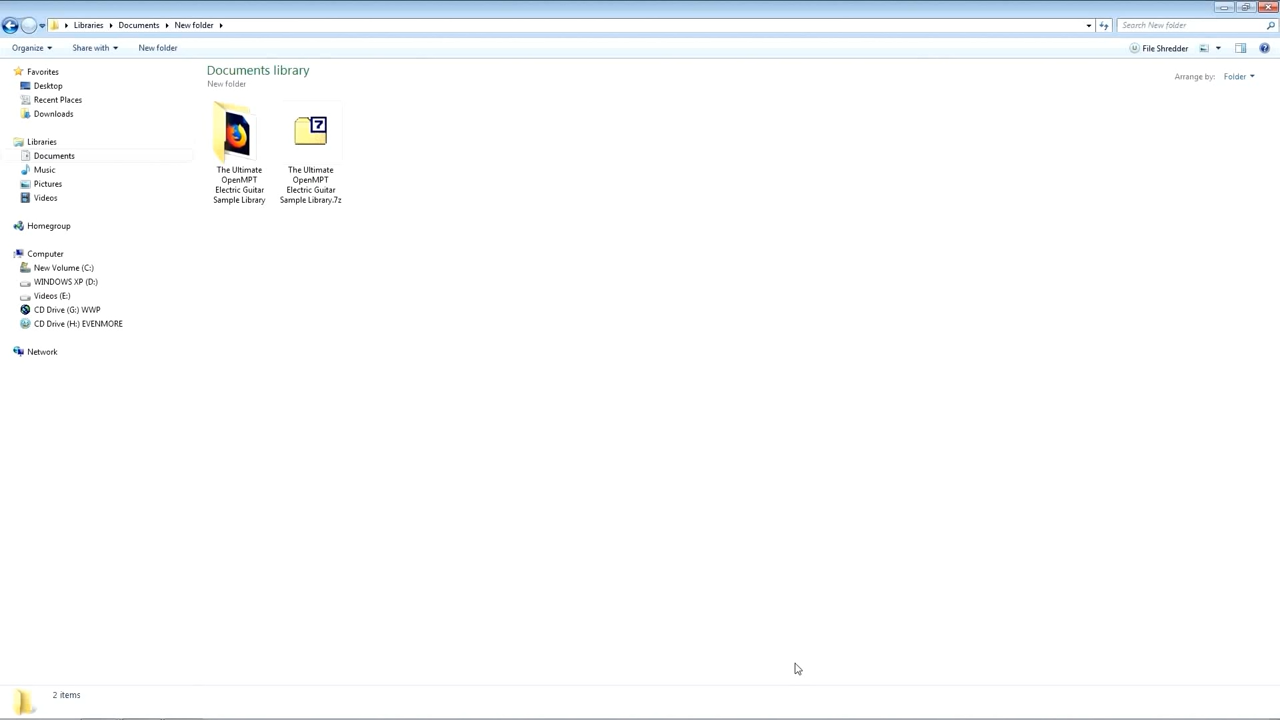 Libraries
Documents
New folder
Search New folder
Organize
Share with
New folder
File Shredder
Documents library
New folder
Arrange by:
Folder
Favorites
Desktop
Recent Places
Downloads
Libraries
Documents
Music
Pictures
Videos
Homegroup
Computer
New Volume (C:)
WINDOWS XP (D:)
Videos (E:)
CD Drive (G:) WWP
CD Drive (H:) EVENMORE
Network
The Ultimate
OpenMPT
Electric Guitar
Sample Library
7
The Ultimate
OpenMPT
Electric Guitar
Sample Library.7z
2 items